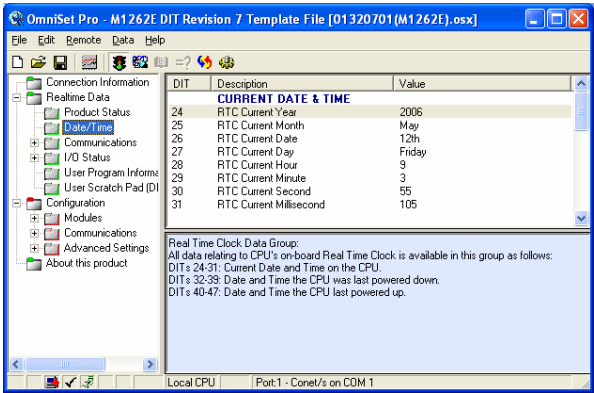 OmniSet Pro - M1262E DIT Revision 7 Template File [01320701(M1262E).osx]
File Edit Remote Data Help
Connection Information
Realtime Data
Product Status
Date/Time
Communications
I/O Status
User Program Informa
User Scratch Pad (DI
Configuration
Modules
Communications
Advanced Settings
About this product
DIT Description Value
CURRENT DATE & TIME
24 RTC Current Year 2006
25 RTC Current Month May
26 RTC Current Date 12th
27 RTC Current Day Friday
28 RTC Current Hour 9
29 RTC Current Minute 3
30 RTC Current Second 55
31 RTC Current Millisecond 105
Real Time Clock Data Group:
All data relating to CPU's on-board Real Time Clock is available in this group as follows:
DITs 24-31: Current Date and Time on the CPU.
DITs 32-39: Date and Time the CPU was last powered down.
DITs 40-47: Date and Time the CPU last powered up.
Local CPU Port:1 - Conet/s on COM 1